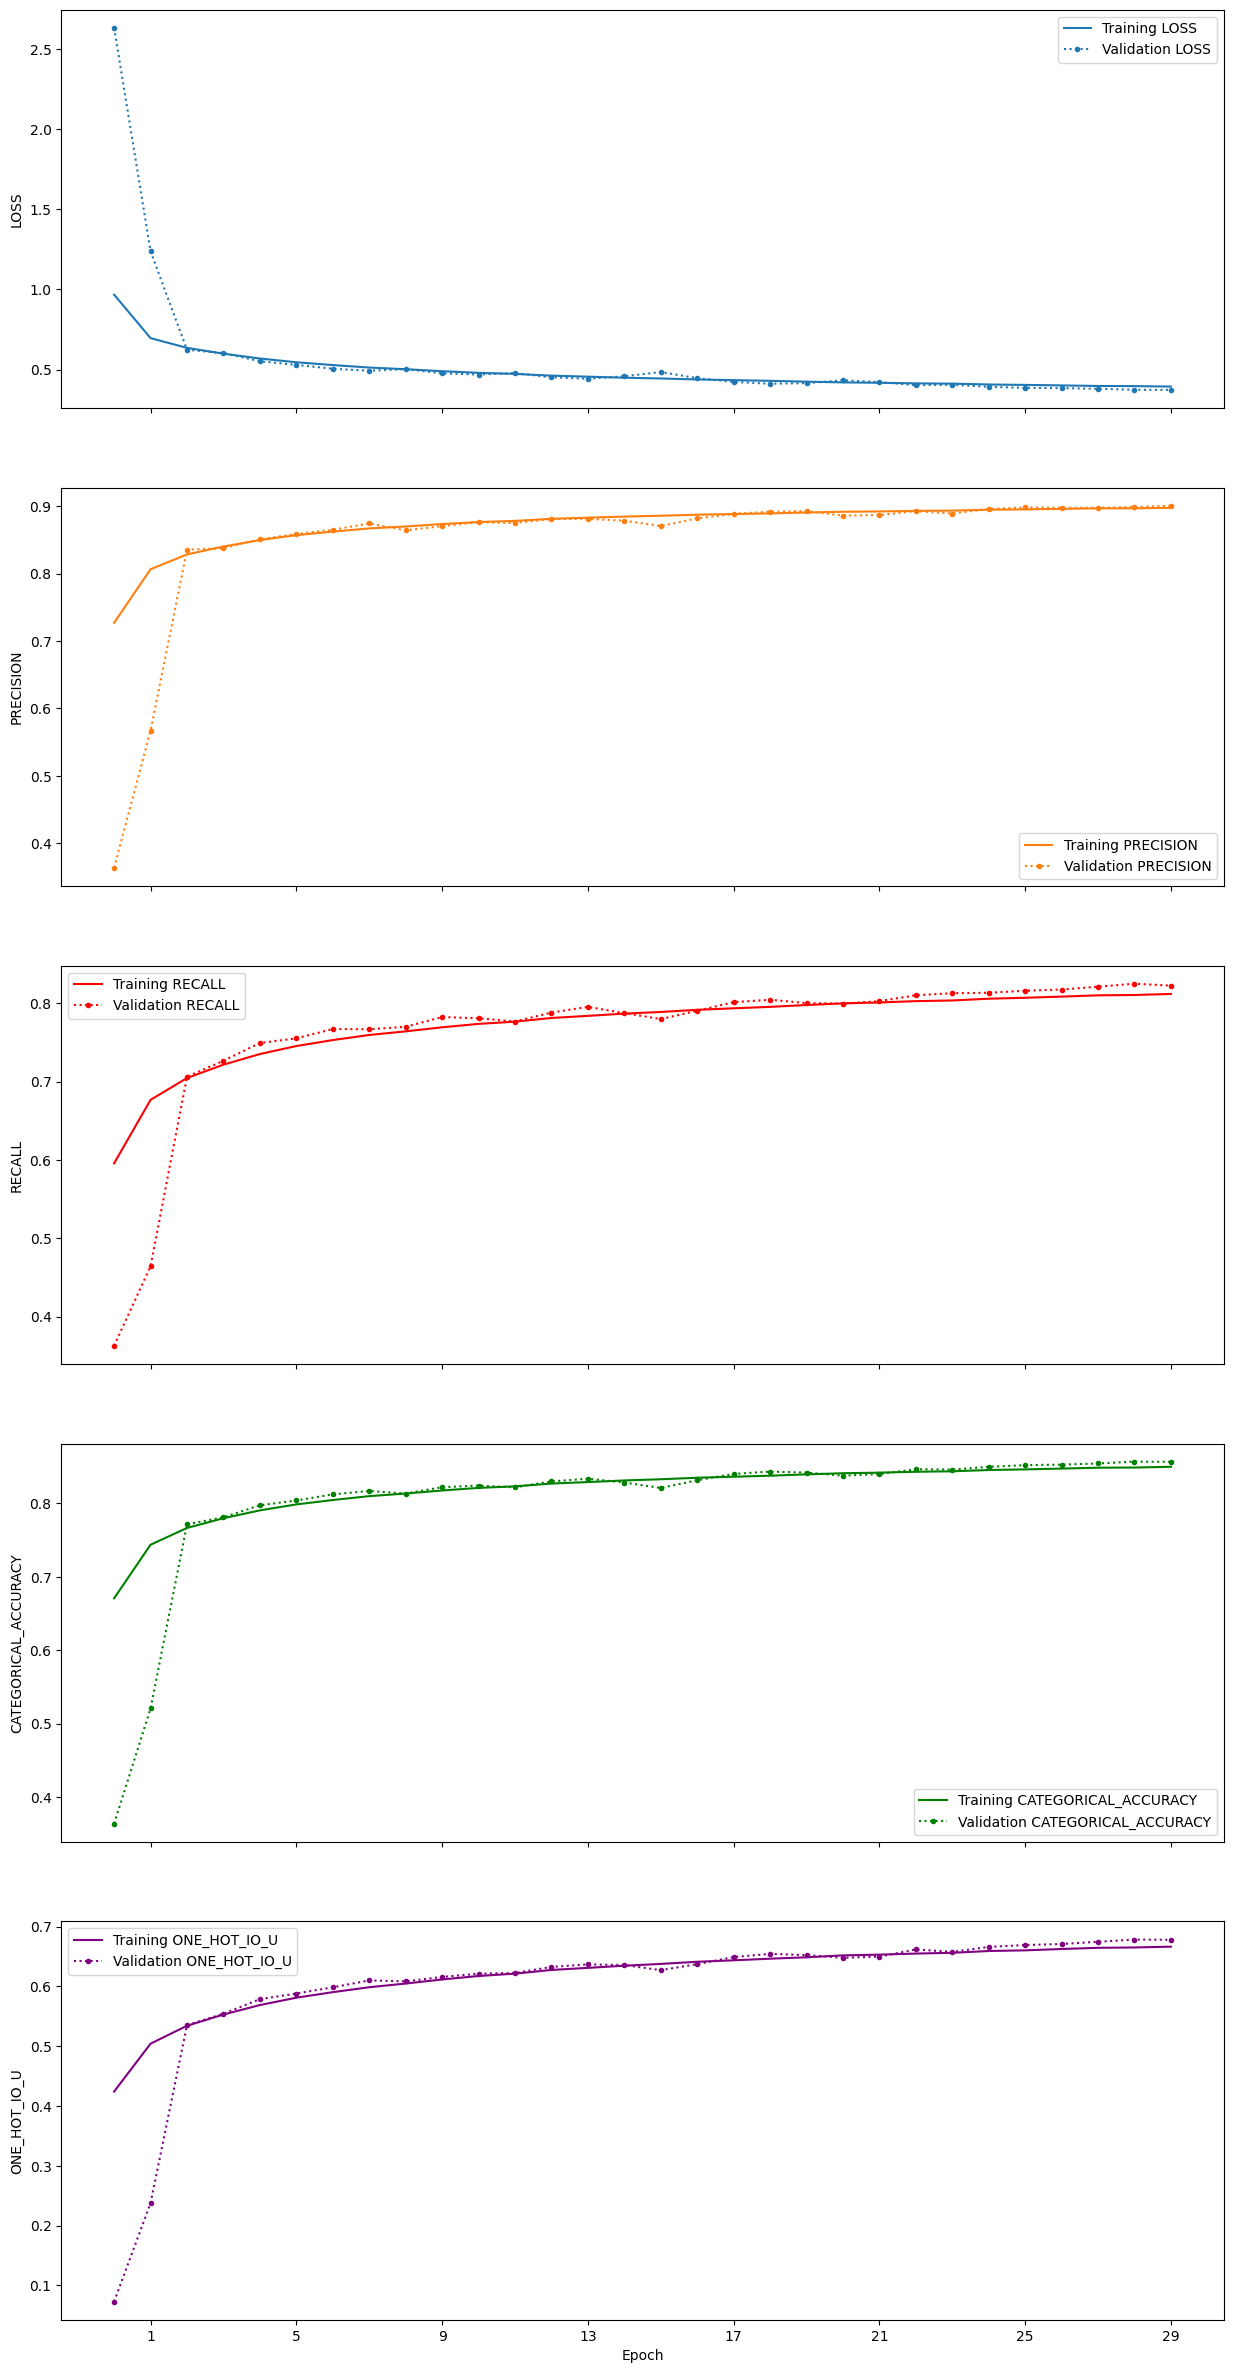 Training LOSS
Validation LOSS
2.5
2.0
1.5
1.0
0.5
LOSS
0.9
0.8
0.7
0.6
0.5
0.4
PRECISION
Training PRECISION
Validation PRECISION
Training RECALL
Validation RECALL
0.8
0.7
0.6
0.5
0.4
RECALL
0.8
0.7
0.6
0.5
0.4
CATEGORICAL_ACCURACY
Training CATEGORICAL_ACCURACY
Validation CATEGORICAL_ACCURACY
Training ONE_HOT_IO_U
Validation ONE_HOT_IO_U
0.7
0.6
0.5
0.4
0.3
0.2
0.1
ONE_HOT_IO_U
1 5 9 13 17 21 25 29
Epoch